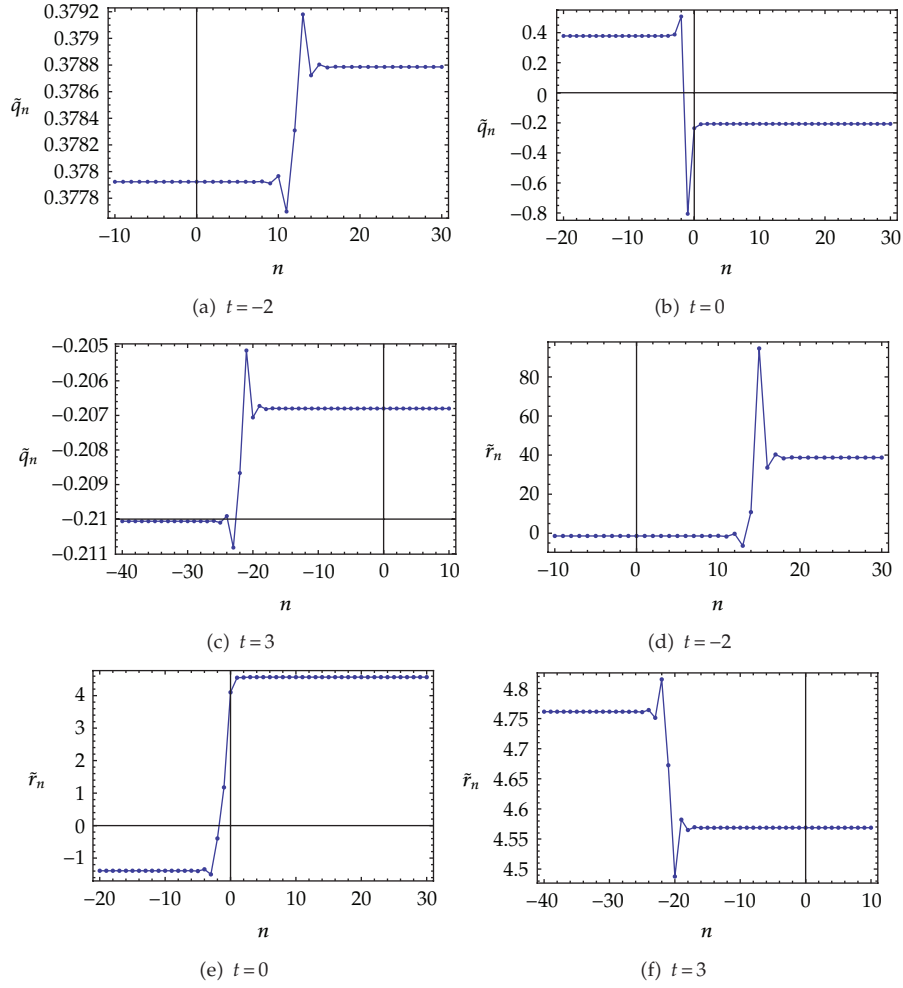 0.3792
0.379
0.3788
0.3786
0.3784
0.3782
0.378
0.3778
q̃n
−10 0 10 20 30
n
(a) t = −2
0.4
0.2
0
−0.2
−0.4
−0.6
−0.8
q̃n
−20 −10 0 10 20 30
n
(b) t = 0
−0.205
−0.206
−0.207
−0.208
−0.209
−0.21
−0.211
q̃n
−40 −30 −20 −10 0 10
n
(c) t = 3
80
60
40
20
0
r̃n
−10 0 10 20 30
n
(d) t = −2
4
3
2
1
0
−1
r̃n
−20 −10 0 10 20 30
n
(e) t = 0
4.8
4.75
4.7
4.65
4.6
4.55
4.5
r̃n
−40 −30 −20 −10 0 10
n
(f) t = 3